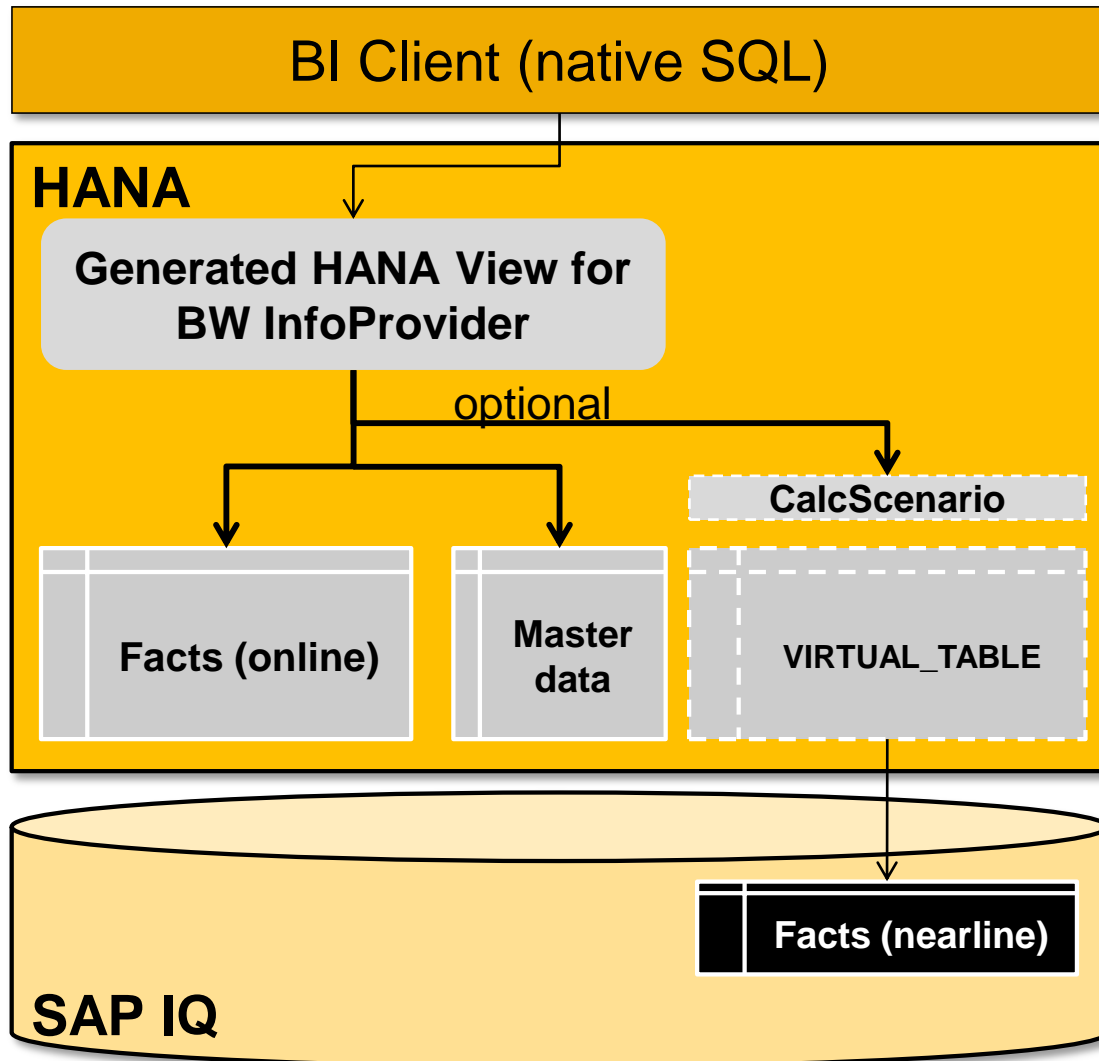 BI Client (native SQL)
HANA
Generated HANA View for
BW InfoProvider
optional
CalcScenario
Facts (online)
Master
data
VIRTUAL_TABLE
Facts (nearline)
SAP IQ